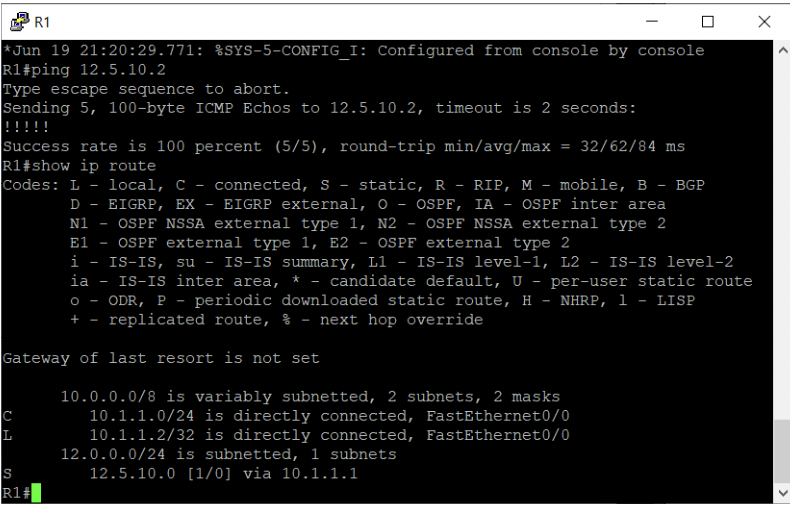 R1
*Jun 19 21:20:29.771: %SYS-5-CONFIG_I: Configured from console by console
R1#ping 12.5.10.2
Type escape sequence to abort.
Sending 5, 100-byte ICMP Echos to 12.5.10.2, timeout is 2 seconds:
!!!!!
Success rate is 100 percent (5/5), round-trip min/avg/max = 32/62/84 ms
R1#show ip route
Codes: L - local, C - connected, S - static, R - RIP, M - mobile, B - BGP
       D - EIGRP, EX - EIGRP external, O - OSPF, IA - OSPF inter area
       N1 - OSPF NSSA external type 1, N2 - OSPF NSSA external type 2
       E1 - OSPF external type 1, E2 - OSPF external type 2
       i - IS-IS, su - IS-IS summary, L1 - IS-IS level-1, L2 - IS-IS level-2
       ia - IS-IS inter area, * - candidate default, U - per-user static route
       o - ODR, P - periodic downloaded static route, H - NHRP, l - LISP
       + - replicated route, % - next hop override
Gateway of last resort is not set
      10.0.0.0/8 is variably subnetted, 2 subnets, 2 masks
C        10.1.1.0/24 is directly connected, FastEthernet0/0
L        10.1.1.2/32 is directly connected, FastEthernet0/0
      12.0.0.0/24 is subnetted, 1 subnets
S        12.5.10.0 [1/0] via 10.1.1.1
R1#